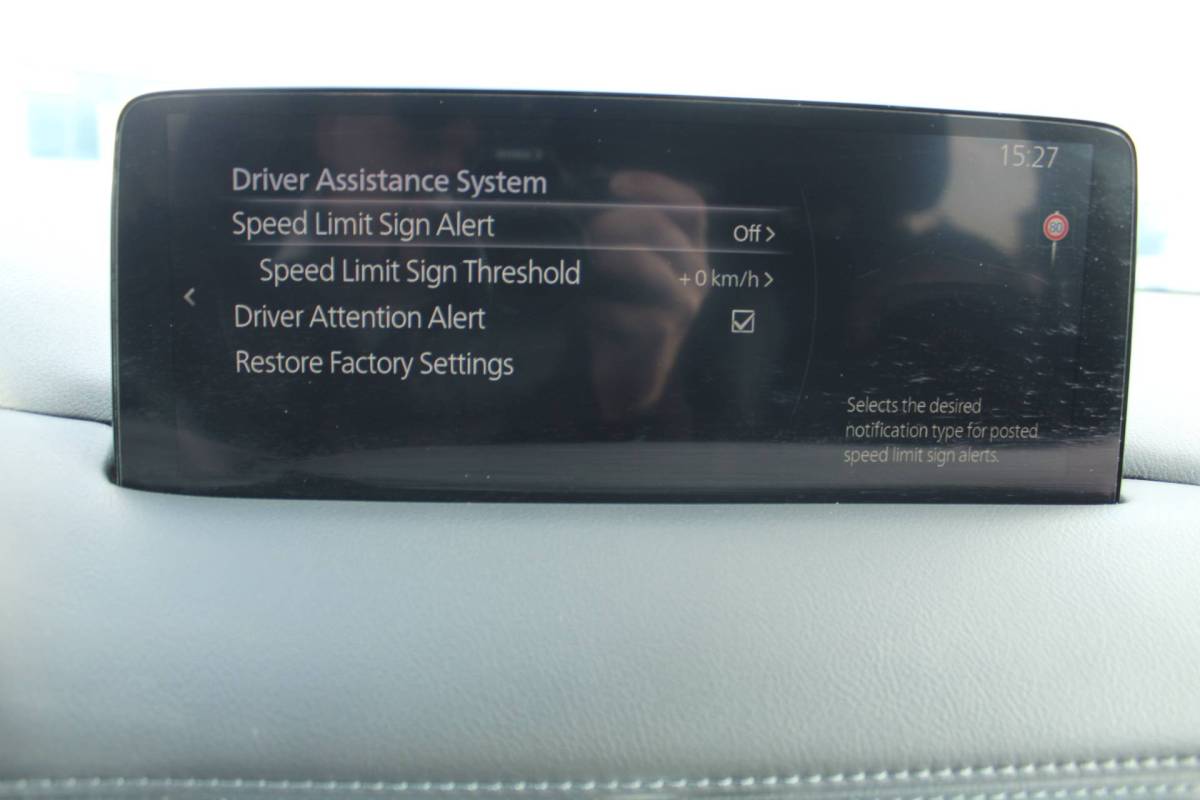 15:27
Driver Assistance System
Speed Limit Sign Alert Off >
Speed Limit Sign Threshold + 0 km/h >
Driver Attention Alert
Restore Factory Settings
80
Selects the desired
notification type for posted
speed limit sign alerts.